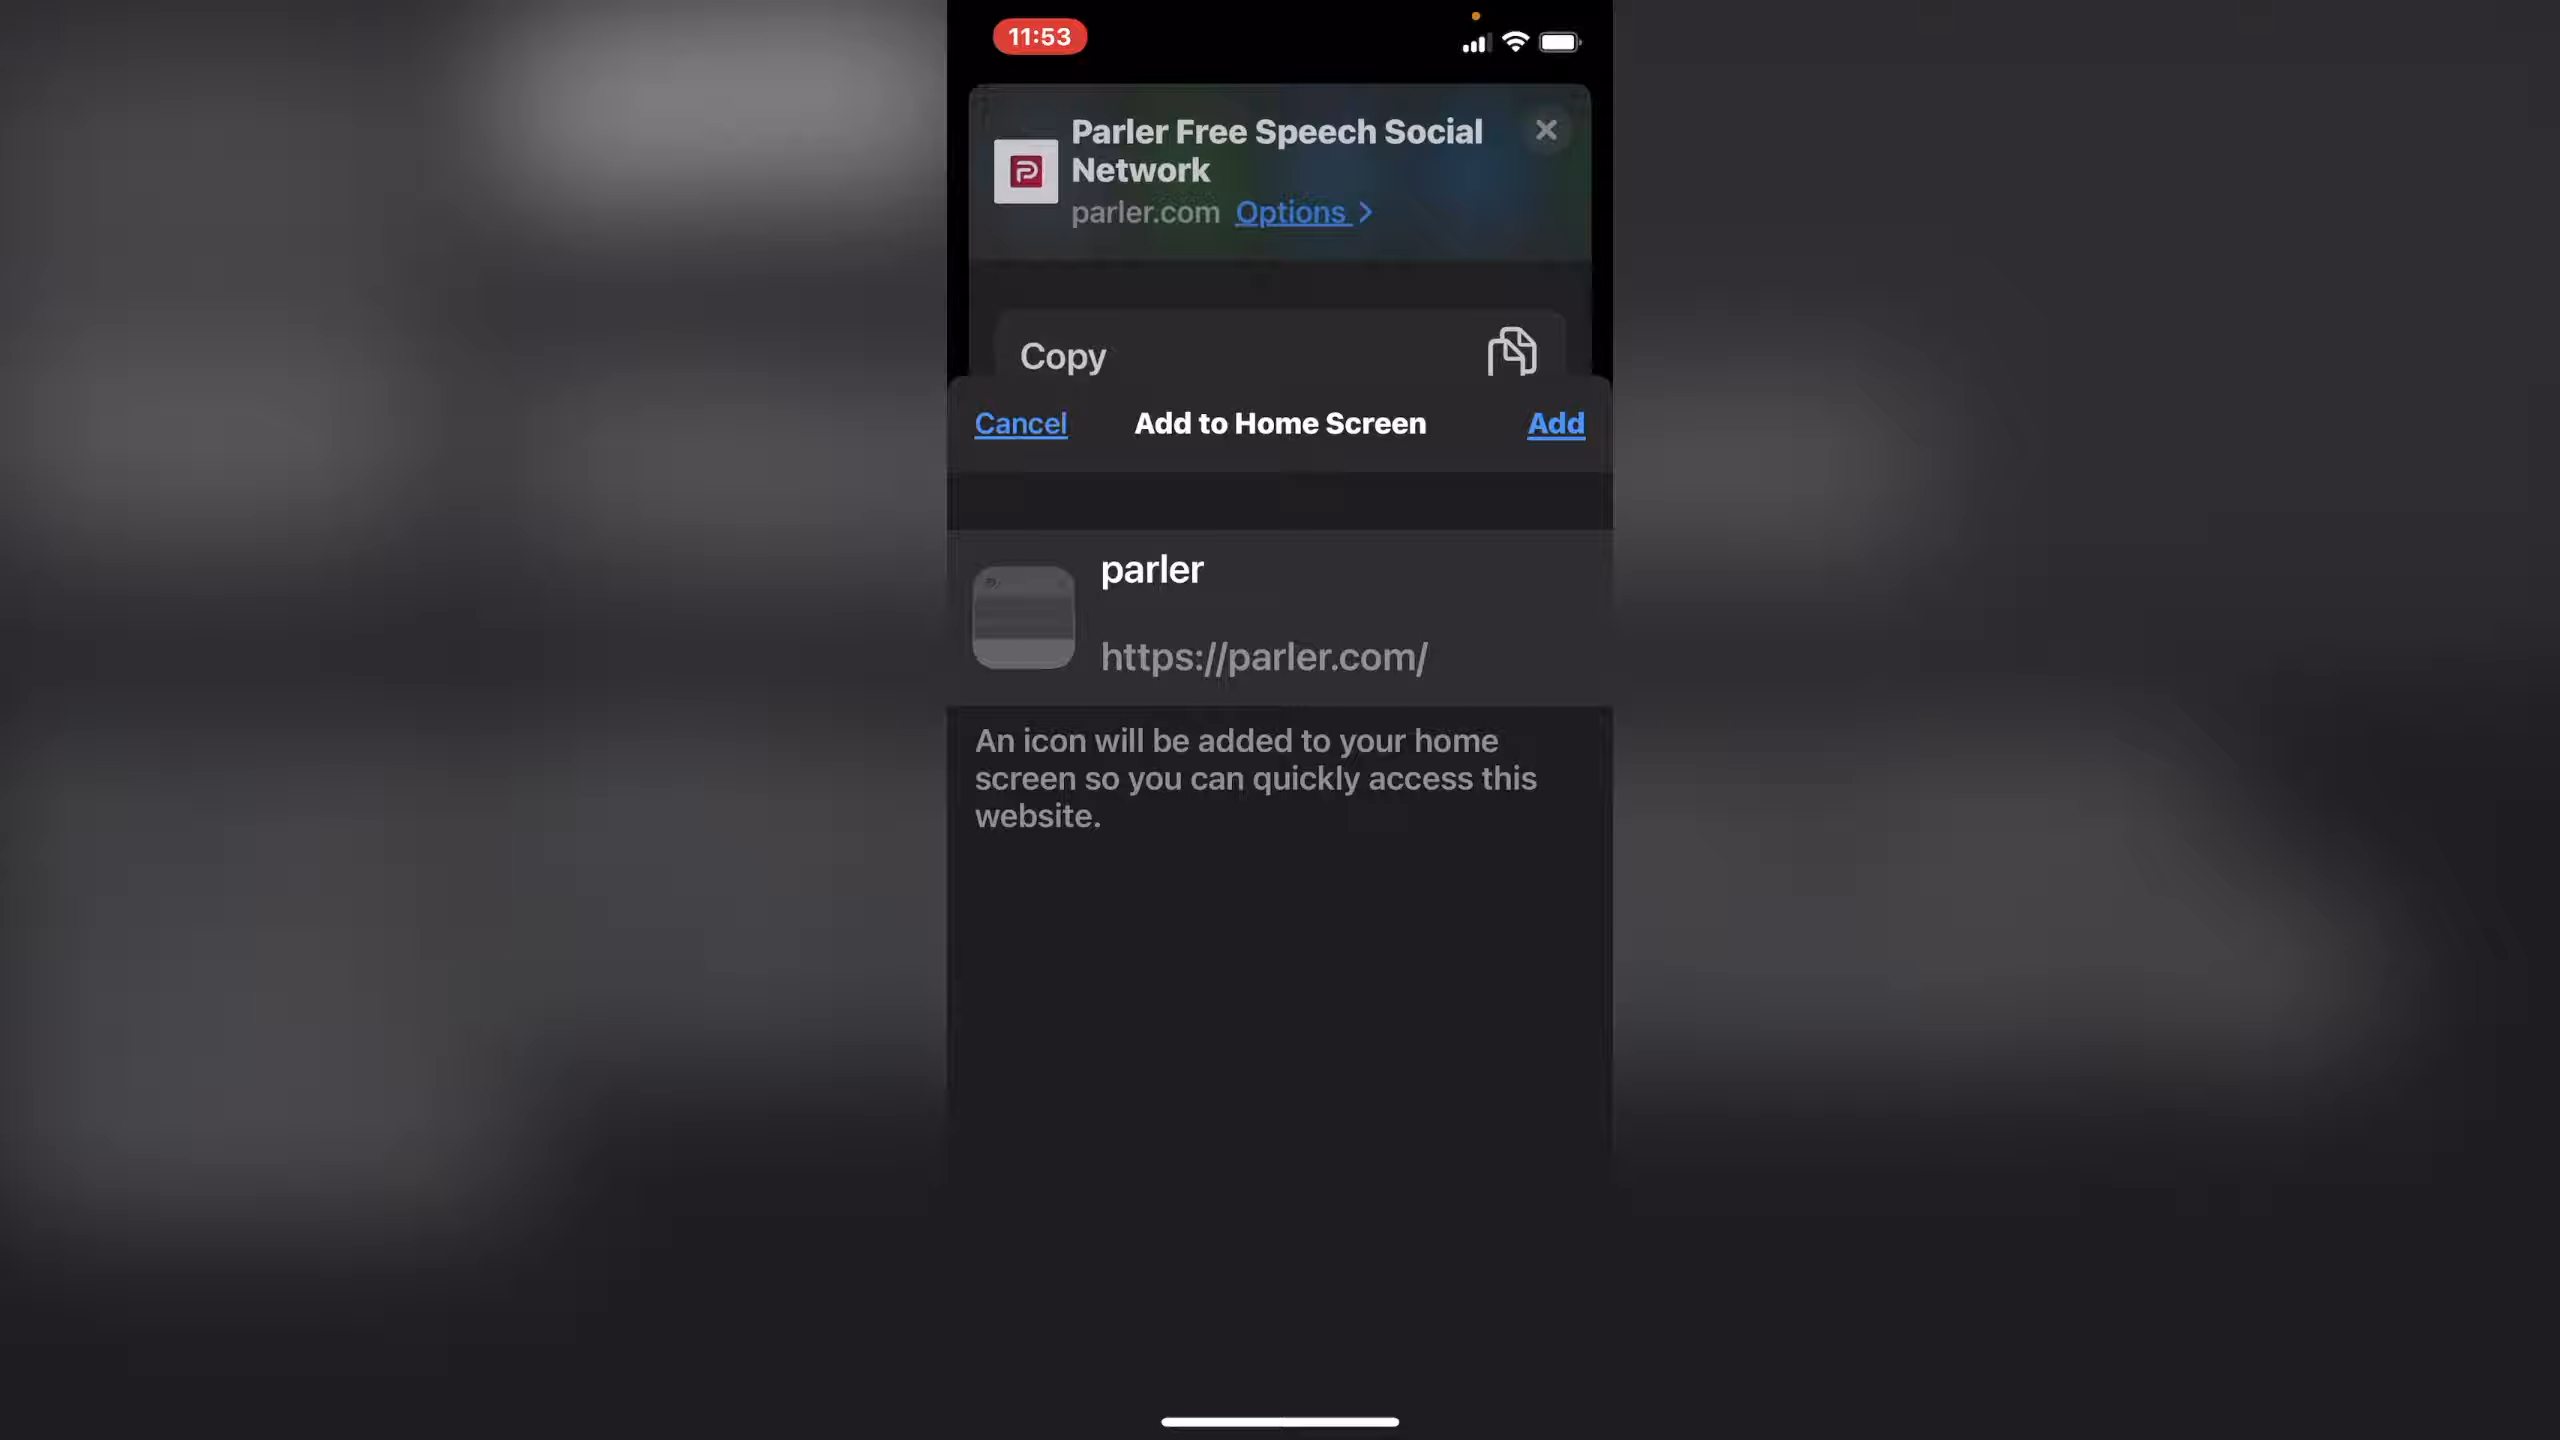 11:53
Parler Free Speech Social
Network
parler.com Options >
Copy
Cancel Add to Home Screen Add
parler
https://parler.com/
An icon will be added to your home
screen so you can quickly access this
website.